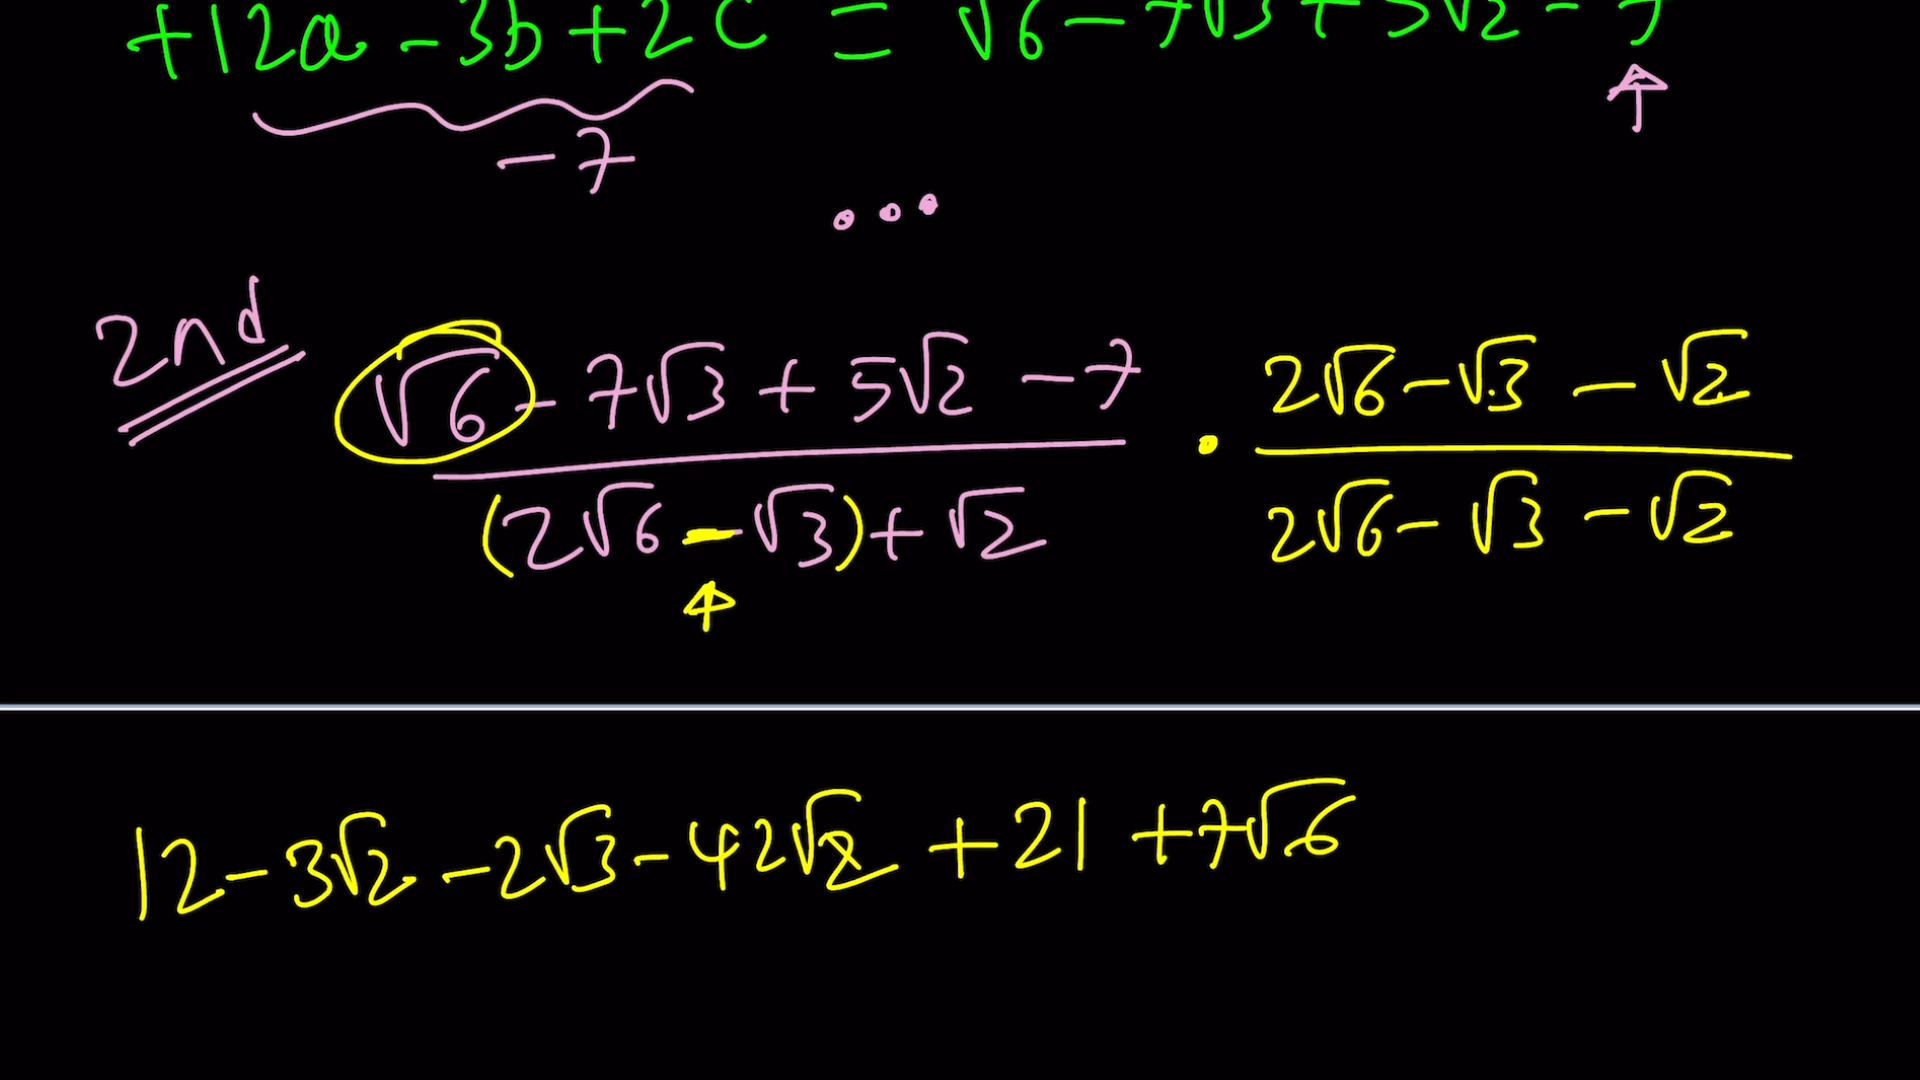 +12a - 3b + 2c = √6 - 7√3 + 5√2 - 7
-7
...
2nd
√6 - 7√3 + 5√2 - 7 / (2√6 - √3) + √2 · 2√6 - √3 - √2 / 2√6 - √3 - √2
12 - 3√2 - 2√3 - 42√2 + 21 + 7√6